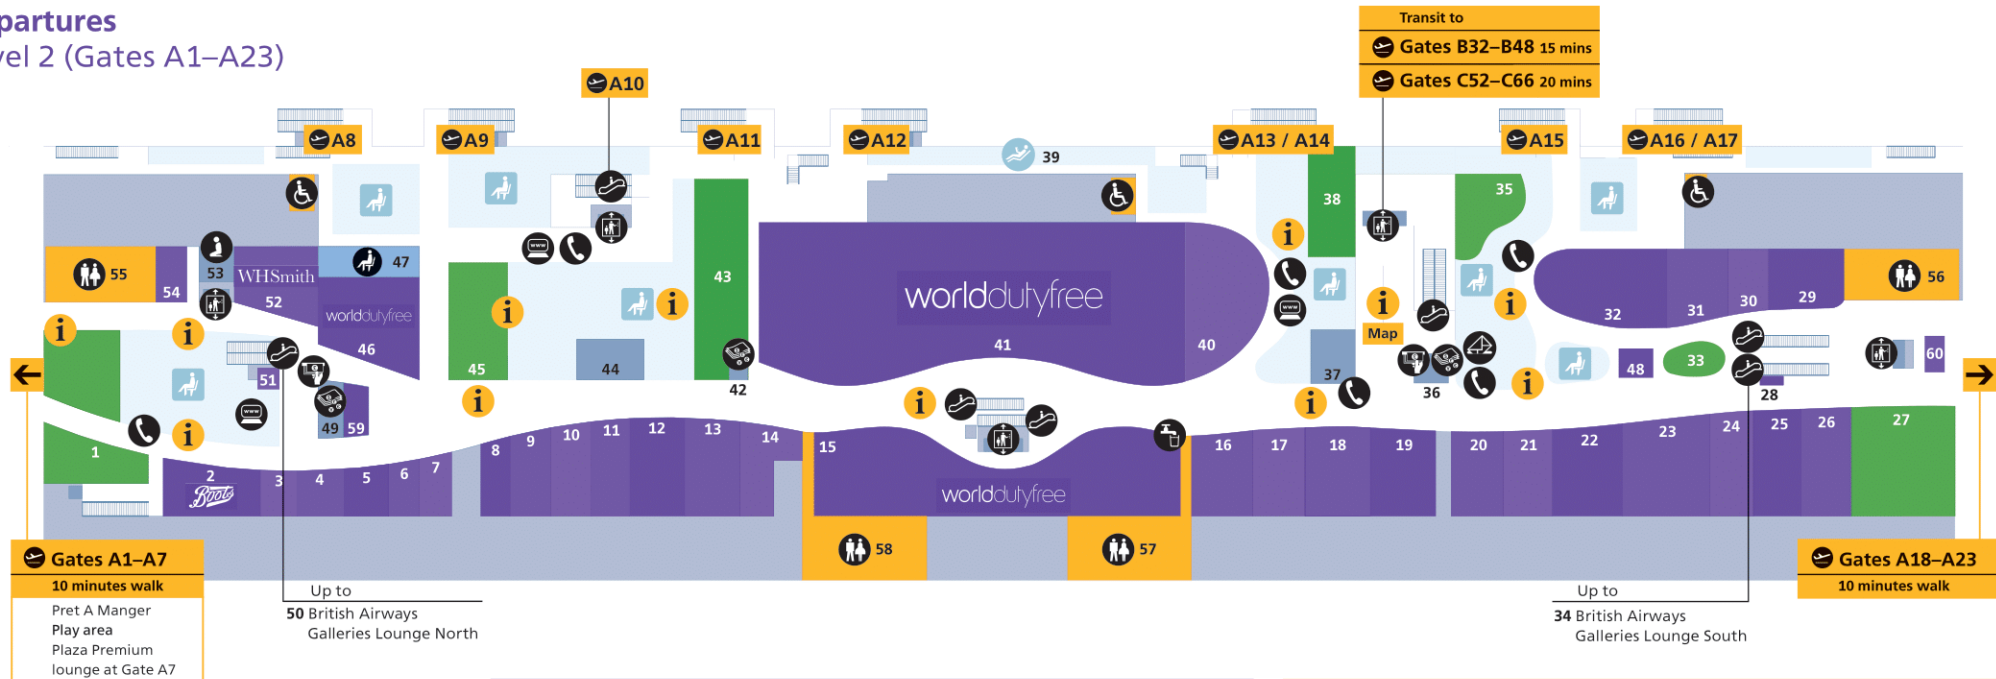 partures
vel 2 (Gates A1–A23)
Transit to
Gates B32–B48 15 mins
Gates C52–C66 20 mins
A10
A8
A9
A11
A12
A13 / A14
A15
A16 / A17
39
38
35
55
54
53
WHSmith
52
47
worlddutyfree
46
43
45
44
42
worlddutyfree
41
40
37
Map
36
32
31
30
29
56
48
33
28
60
51
49
59
1
2
Boots
3
4
5
6
7
8
9
10
11
12
13
14
15
worlddutyfree
16
17
18
19
20
21
22
23
24
25
26
27
58
57
Gates A1–A7
10 minutes walk
Pret A Manger
Play area
Plaza Premium
lounge at Gate A7
Up to
50 British Airways
Galleries Lounge North
Up to
34 British Airways
Galleries Lounge South
Gates A18–A23
10 minutes walk